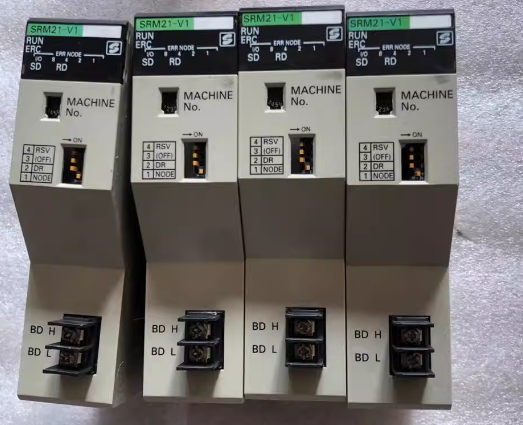 SRM21-V1
RUN
ERC
ERR NODE
I/O 8 4 2 1
SD RD
MACHINE
No.
→ON
4 RSV
3 (OFF)
2 DR
1 NODE
BD H
BD L
SRM21-V1
RUN
ERC
ERR NODE
I/O 8 4 2 1
SD RD
MACHINE
No.
→ON
4 RSV
3 (OFF)
2 DR
1 NODE
BD H
BD L
SRM21-V1
RUN
ERC
ERR NODE
I/O 8 4 2 1
SD RD
MACHINE
No.
→ON
4 RSV
3 (OFF)
2 DR
1 NODE
BD H
BD L
SRM21-V1
RUN
ERC
ERR NODE
I/O 8 4 2 1
SD RD
MACHINE
No.
→ON
4 RSV
3 (OFF)
2 DR
1 NODE
BD H
BD L